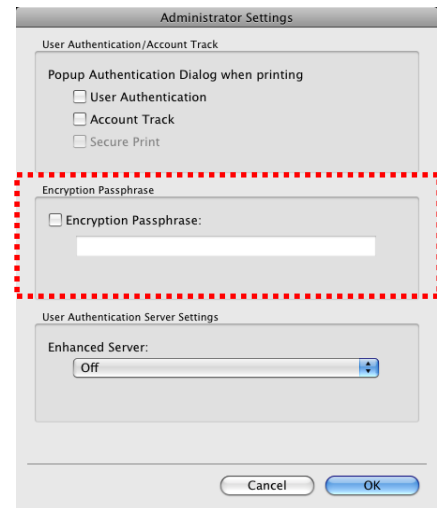 Administrator Settings
User Authentication/Account Track
Popup Authentication Dialog when printing
User Authentication
Account Track
Secure Print
Encryption Passphrase
Encryption Passphrase:
User Authentication Server Settings
Enhanced Server:
Off
Cancel OK